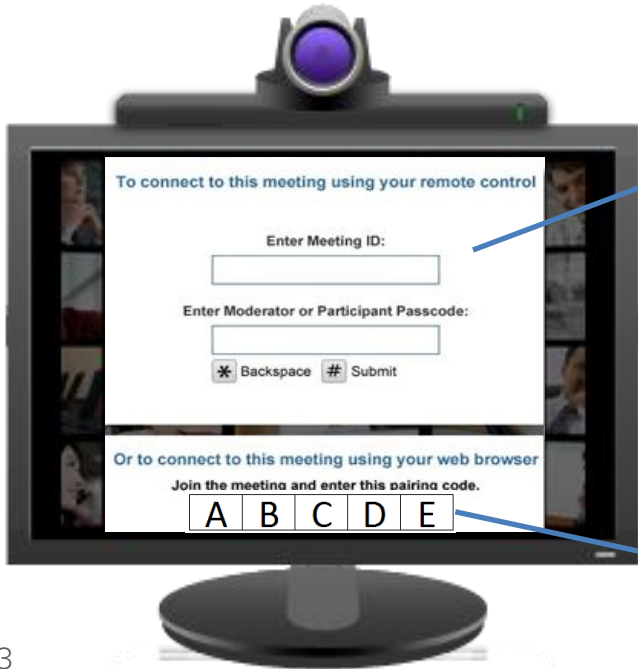 To connect to this meeting using your remote control
Enter Meeting ID:
Enter Moderator or Participant Passcode:
* Backspace # Submit
Or to connect to this meeting using your web browser
Join the meeting and enter this pairing code.
A B C D E
3